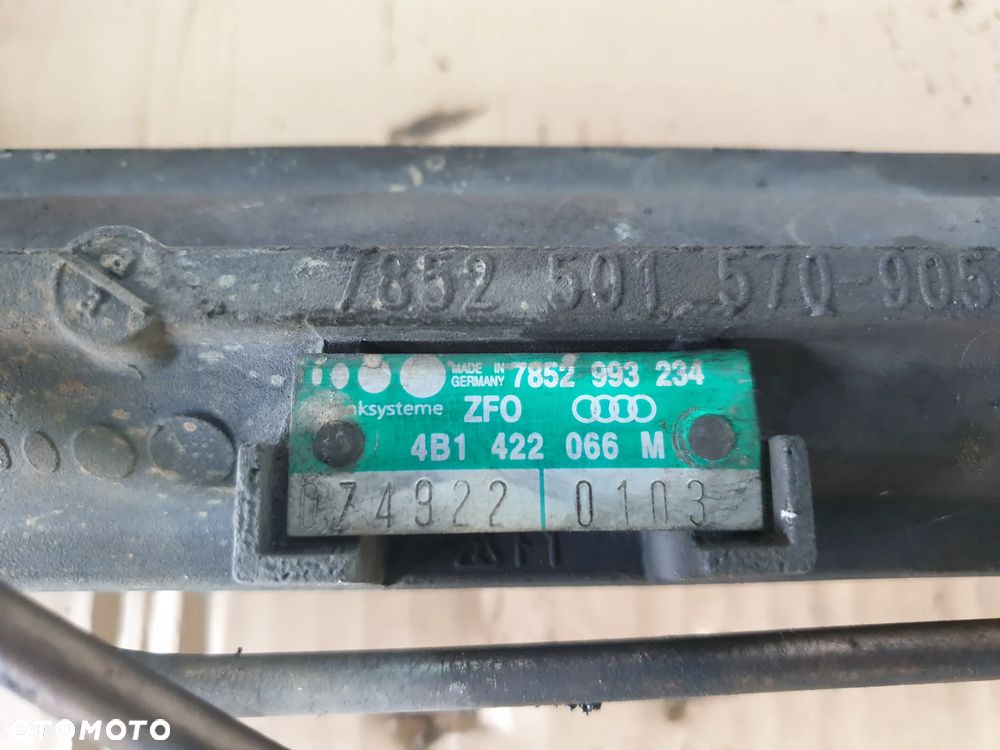 7852 501 570-905
MADE IN
GERMANY 7852 993 234
ksysteme ZFO
4B1 422 066 M
074922 0103
OTOMOTO